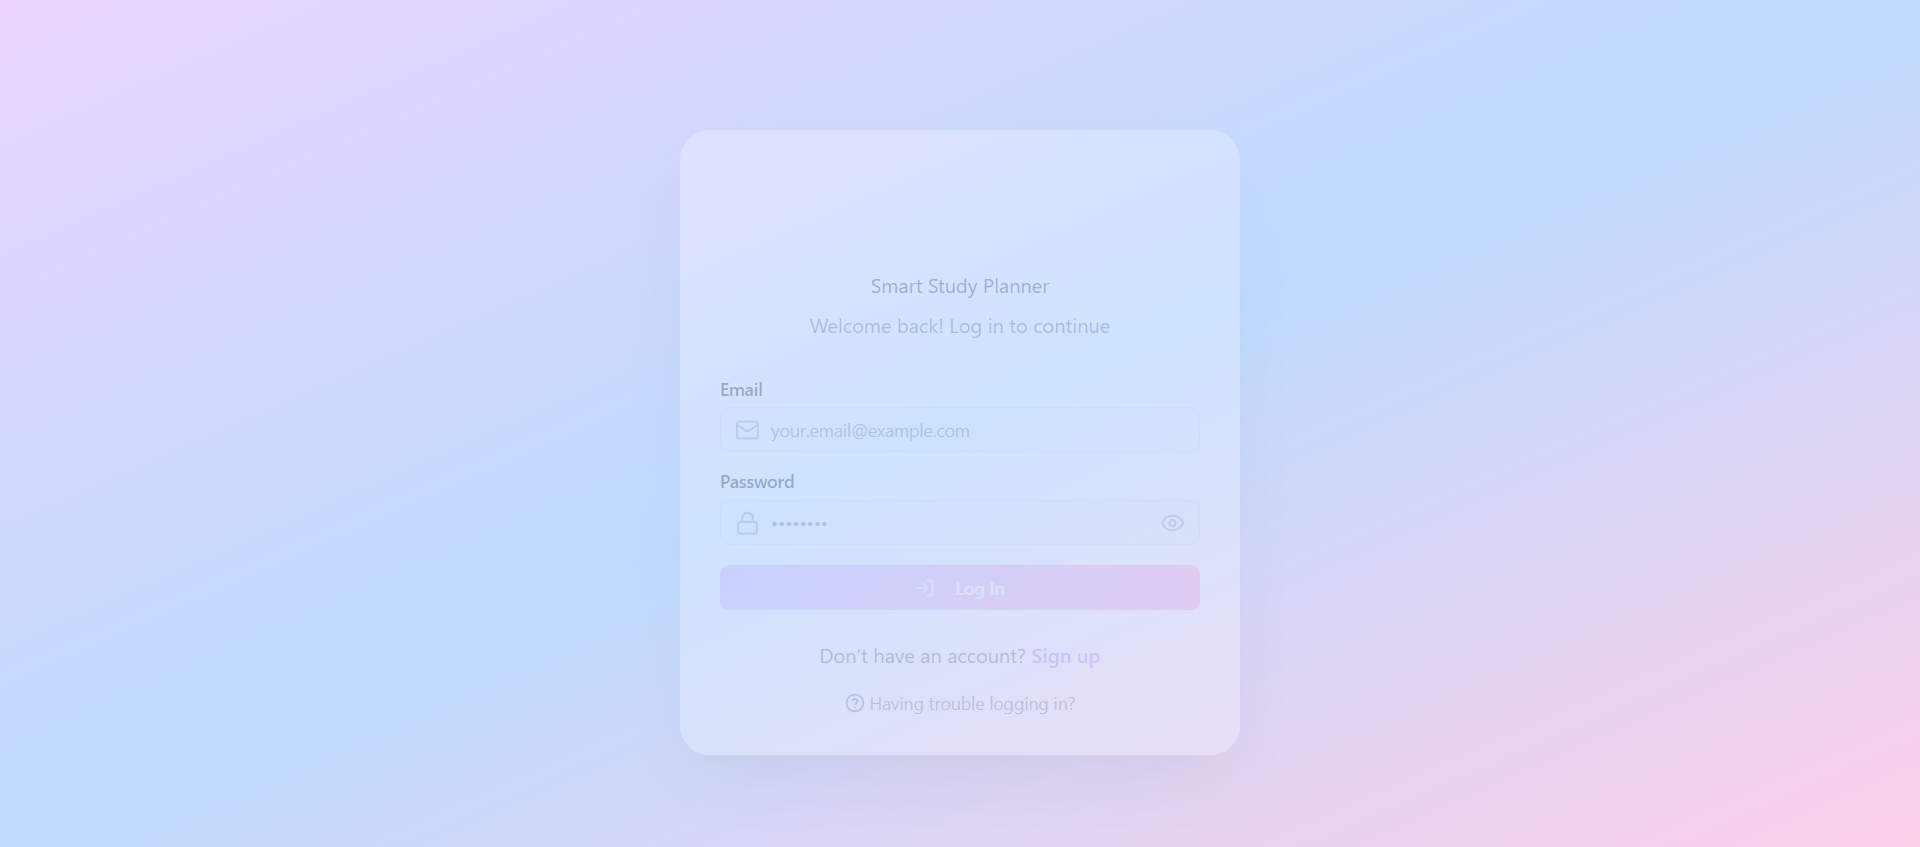 Smart Study Planner
Welcome back! Log in to continue
Email
your.email@example.com
Password
••••••••
Log In
Don't have an account? Sign up
Having trouble logging in?